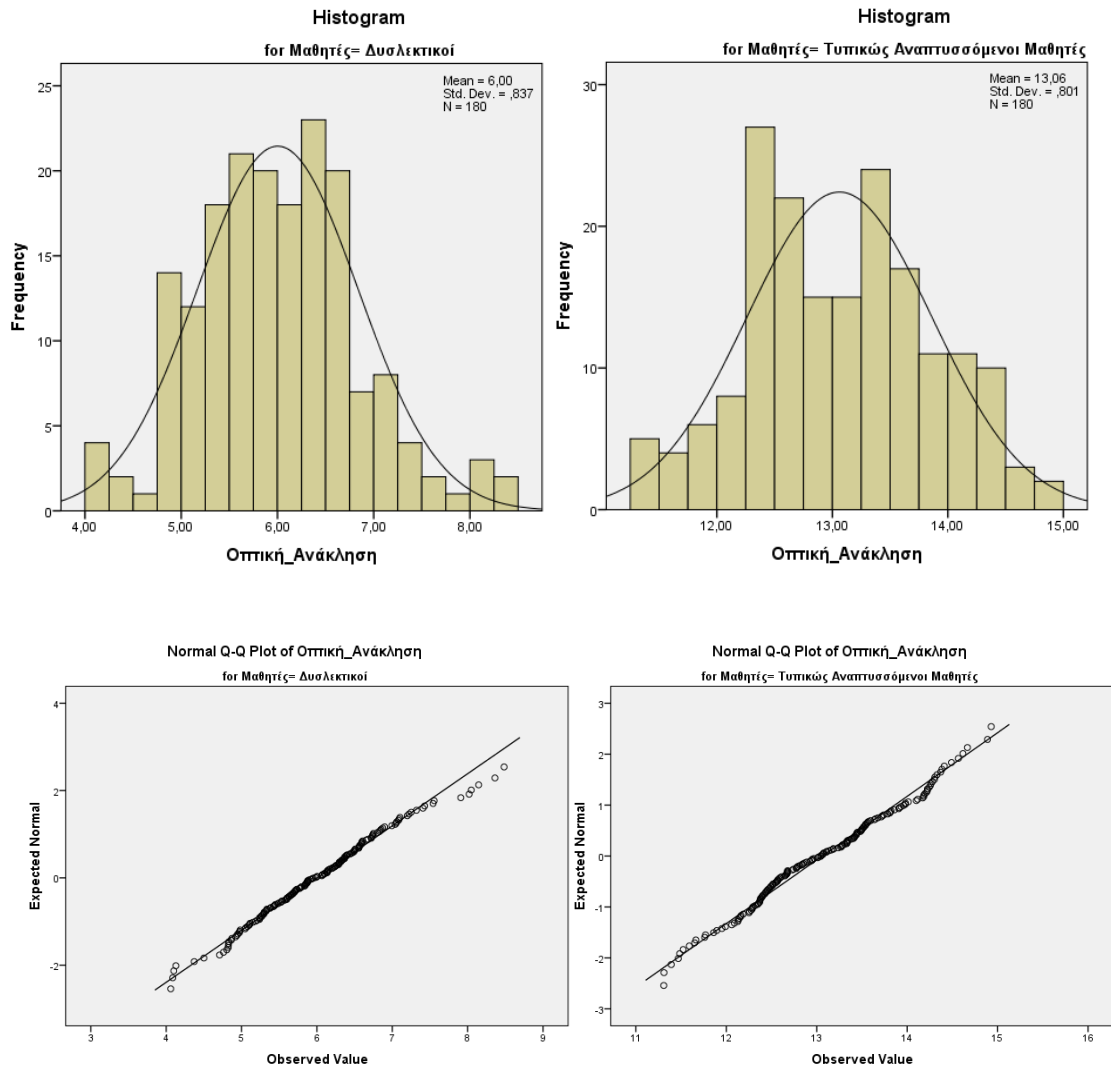 Histogram
for Μαθητές= Δυσλεκτικοί
Mean = 6,00
Std. Dev. = ,837
N = 180
25
20
15
10
5
0
Frequency
4,00 5,00 6,00 7,00 8,00
Οπτική_Ανάκληση
Histogram
for Μαθητές= Τυπικώς Αναπτυσσόμενοι Μαθητές
Mean = 13,06
Std. Dev. = ,801
N = 180
30
20
10
0
Frequency
12,00 13,00 14,00 15,00
Οπτική_Ανάκληση
Normal Q-Q Plot of Οπτική_Ανάκληση
for Μαθητές= Δυσλεκτικοί
4
2
0
-2
Expected Normal
3 4 5 6 7 8 9
Observed Value
Normal Q-Q Plot of Οπτική_Ανάκληση
for Μαθητές= Τυπικώς Αναπτυσσόμενοι Μαθητές
3
2
1
0
-1
-2
-3
Expected Normal
11 12 13 14 15 16
Observed Value